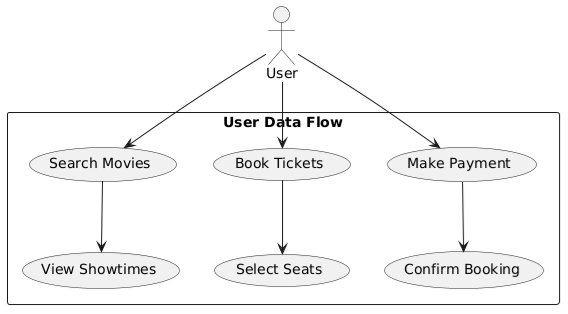 User
User Data Flow
Search Movies
Book Tickets
Make Payment
View Showtimes
Select Seats
Confirm Booking